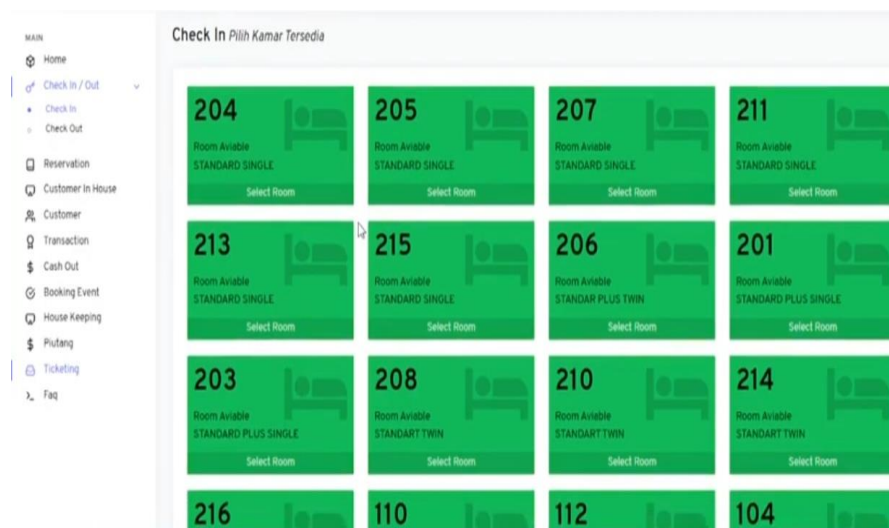 MAIN
Home
Check In / Out
Check In
Check Out
Reservation
Customer In House
Customer
Transaction
Cash Out
Booking Event
House Keeping
Piutang
Ticketing
Faq
Check In Pilih Kamar Tersedia
204
Room Aviable
STANDARD SINGLE
Select Room
205
Room Aviable
STANDARD SINGLE
Select Room
207
Room Aviable
STANDARD SINGLE
Select Room
211
Room Aviable
STANDARD SINGLE
Select Room
213
Room Aviable
STANDARD SINGLE
Select Room
215
Room Aviable
STANDARD SINGLE
Select Room
206
Room Aviable
STANDAR PLUS TWIN
Select Room
201
Room Aviable
STANDARD PLUS SINGLE
Select Room
203
Room Aviable
STANDARD PLUS SINGLE
Select Room
208
Room Aviable
STANDART TWIN
Select Room
210
Room Aviable
STANDART TWIN
Select Room
214
Room Aviable
STANDART TWIN
Select Room
216
110
112
104